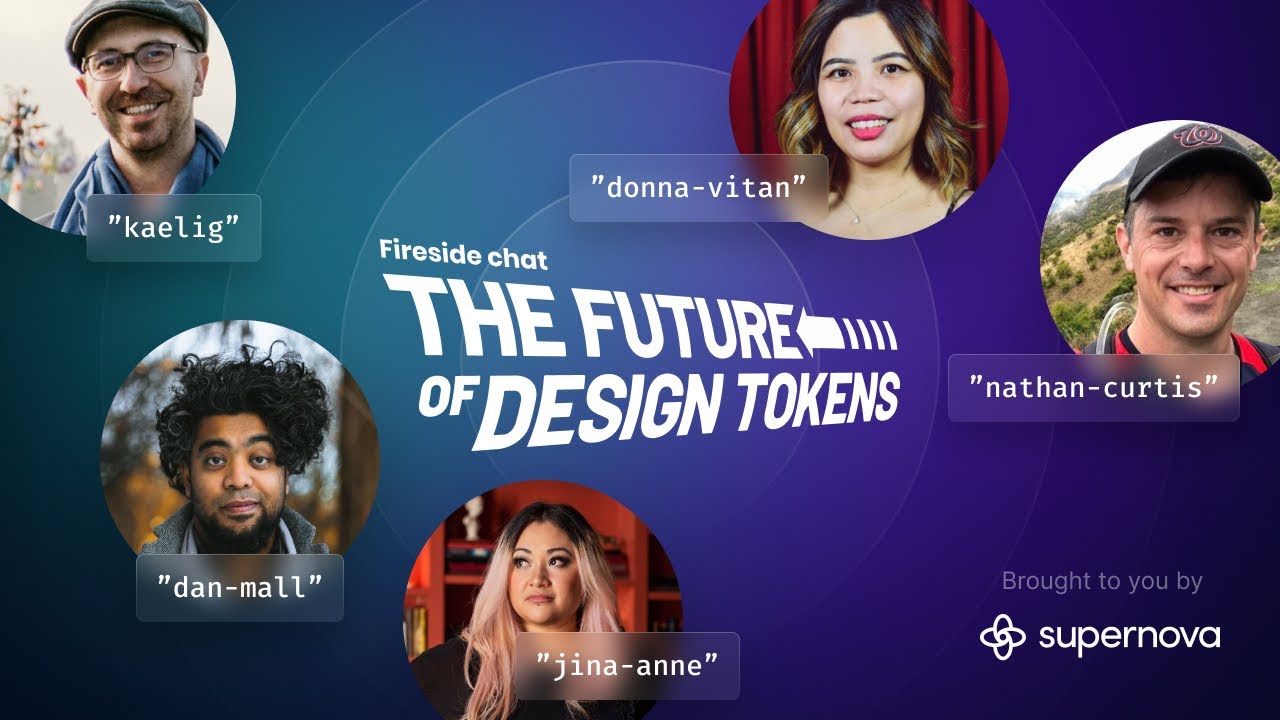 ”kaelig”
”donna-vitan”
Fireside chat
THE FUTURE
OF DESIGN TOKENS
”nathan-curtis”
”dan-mall”
”jina-anne”
Brought to you by
supernova
W